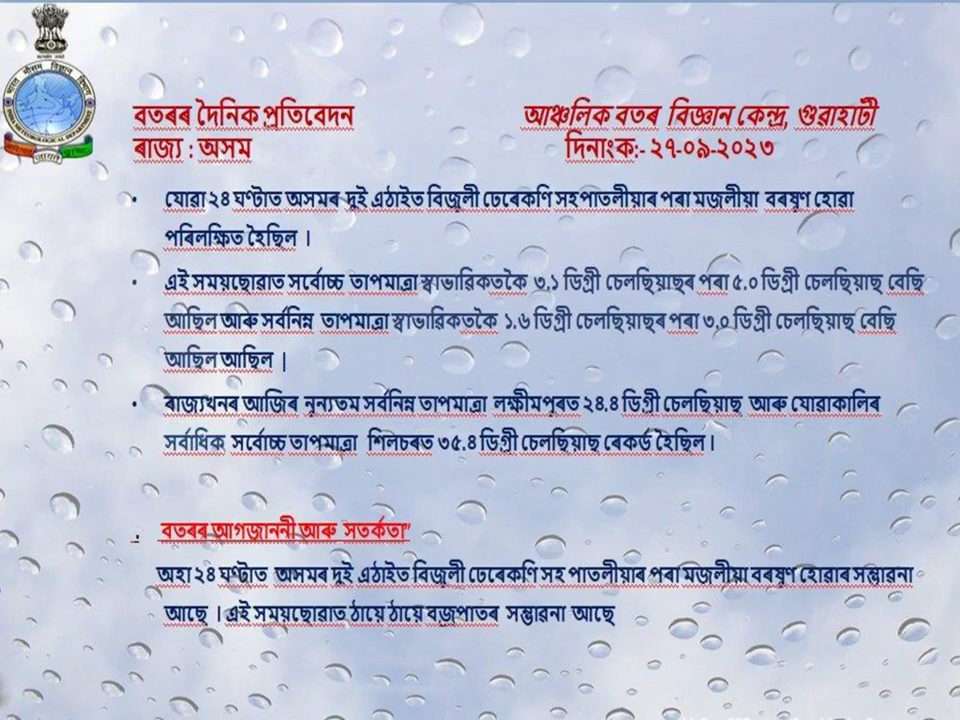 বতৰৰ দৈনিক প্ৰতিবেদন
ৰাজ্য : অসম
আঞ্চলিক বতৰ বিজ্ঞান কেন্দ্ৰ, গুৱাহাটী
দিনাংক:- ২৭-০৯-২০২৩
• যোৱা ২৪ ঘণ্টাত অসমৰ দুই এঠাইত বিজুলী ঢেৰেকণি সহ পাতলীয়াৰ পৰা মজলীয়া বৰষুণ হোৱা
পৰিলক্ষিত হৈছিল ।
• এই সময়ছোৱাত সৰ্বোচ্চ তাপমাত্ৰা স্বাভাৱিকতকৈ ৩.১ ডিগ্ৰী চেলছিয়াছৰ পৰা ৫.০ ডিগ্ৰী চেলছিয়াছ বেছি
আছিল আৰু সৰ্বনিম্ন তাপমাত্ৰা স্বাভাৱিকতকৈ ১.৬ ডিগ্ৰী চেলছিয়াছৰ পৰা ৩.০ ডিগ্ৰী চেলছিয়াছ বেছি
আছিল আছিল ।
• ৰাজ্যখনৰ আজিৰ নূন্যতম সৰ্বনিম্ন তাপমাত্ৰা লক্ষীমপুৰত ২৪.৪ ডিগ্ৰী চেলছিয়াছ আৰু যোৱাকালিৰ
সৰ্বাধিক সৰ্বোচ্চ তাপমাত্ৰা শিলচৰত ৩৫.৪ ডিগ্ৰী চেলছিয়াছ ৰেকৰ্ড হৈছিল।
. বতৰৰ আগজাননী আৰু সতৰ্কতা”
অহা ২৪ ঘণ্টাত অসমৰ দুই এঠাইত বিজুলী ঢেৰেকণি সহ পাতলীয়াৰ পৰা মজলীয়া বৰষুণ হোৱাৰ সম্ভাৱনা
আছে । এই সময়ছোৱাত ঠায়ে ঠায়ে বজ্ৰপাতৰ সম্ভাৱনা আছে